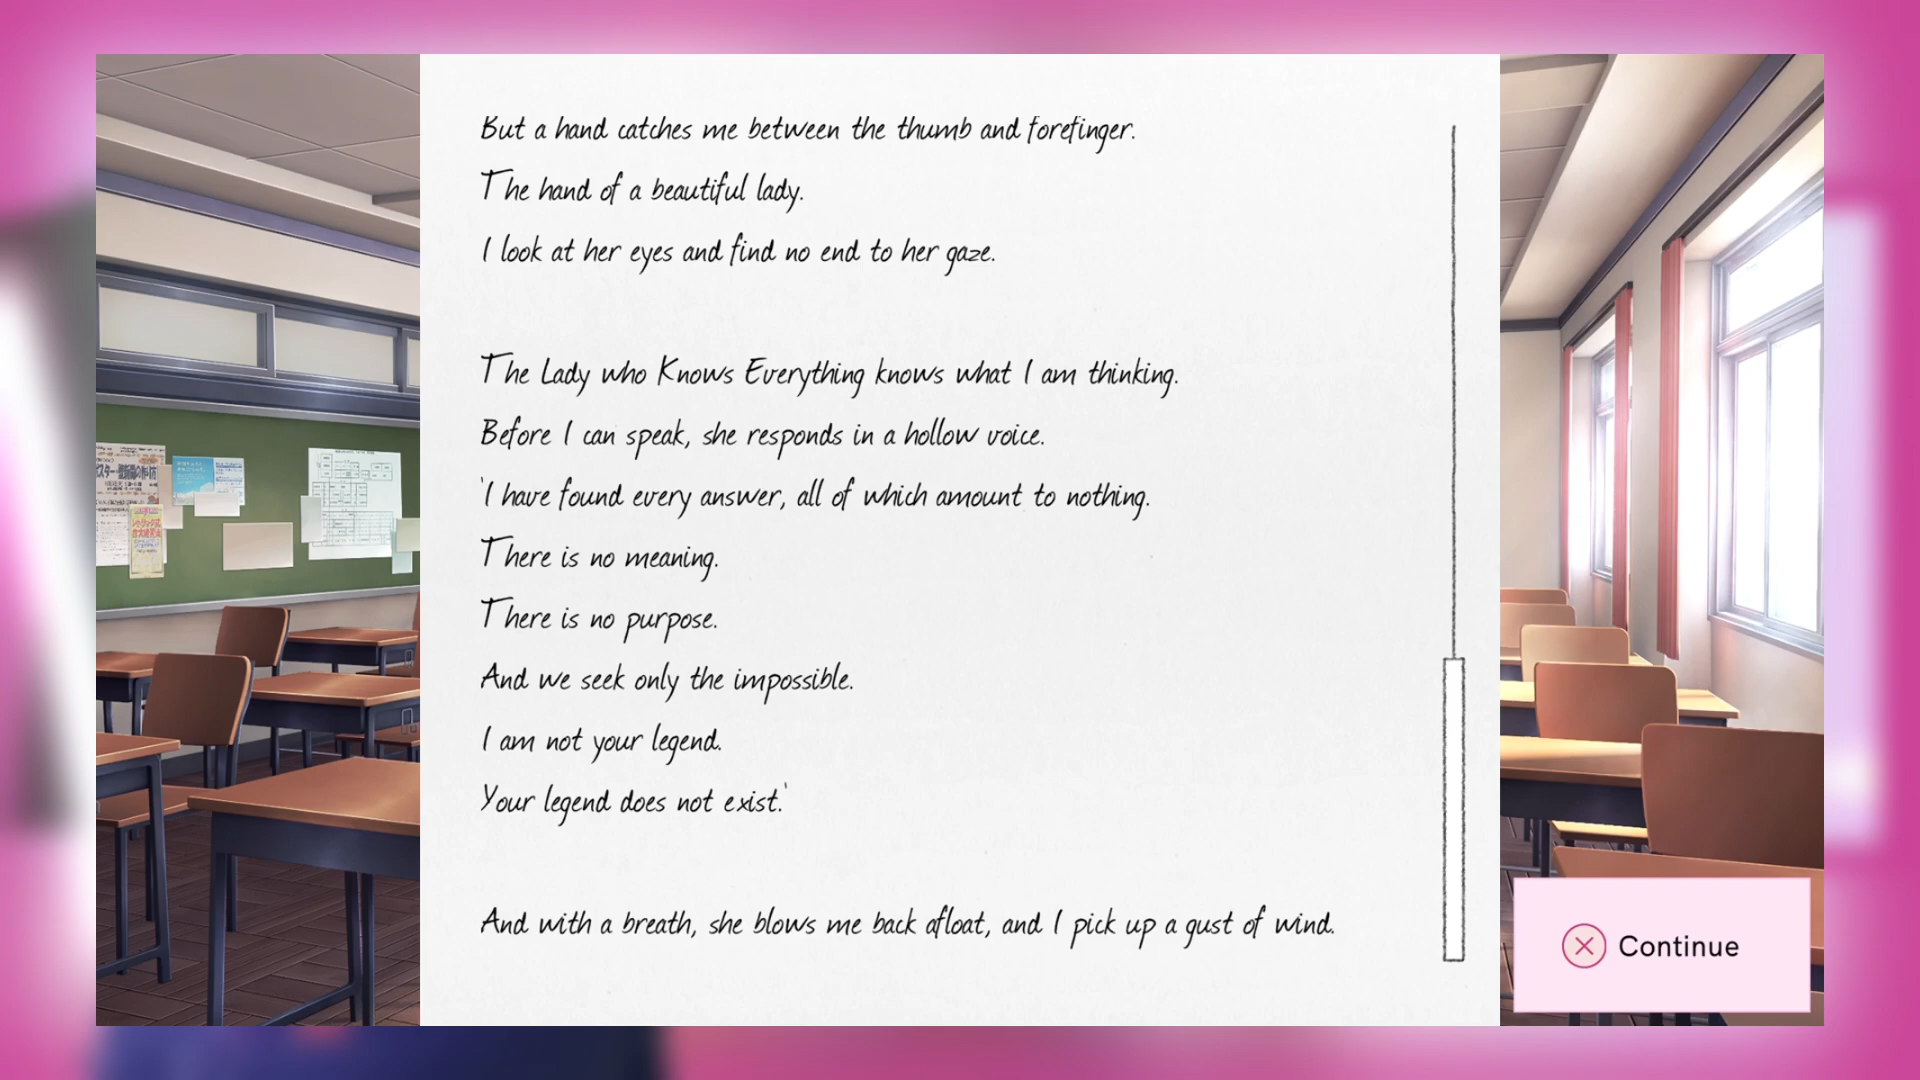 But a hand catches me between the thumb and forefinger.
The hand of a beautiful lady.
I look at her eyes and find no end to her gaze.
The Lady who Knows Everything knows what I am thinking.
Before I can speak, she responds in a hollow voice.
'I have found every answer, all of which amount to nothing.
There is no meaning.
There is no purpose.
And we seek only the impossible.
I am not your legend.
Your legend does not exist.'
And with a breath, she blows me back afloat, and I pick up a gust of wind.
Continue